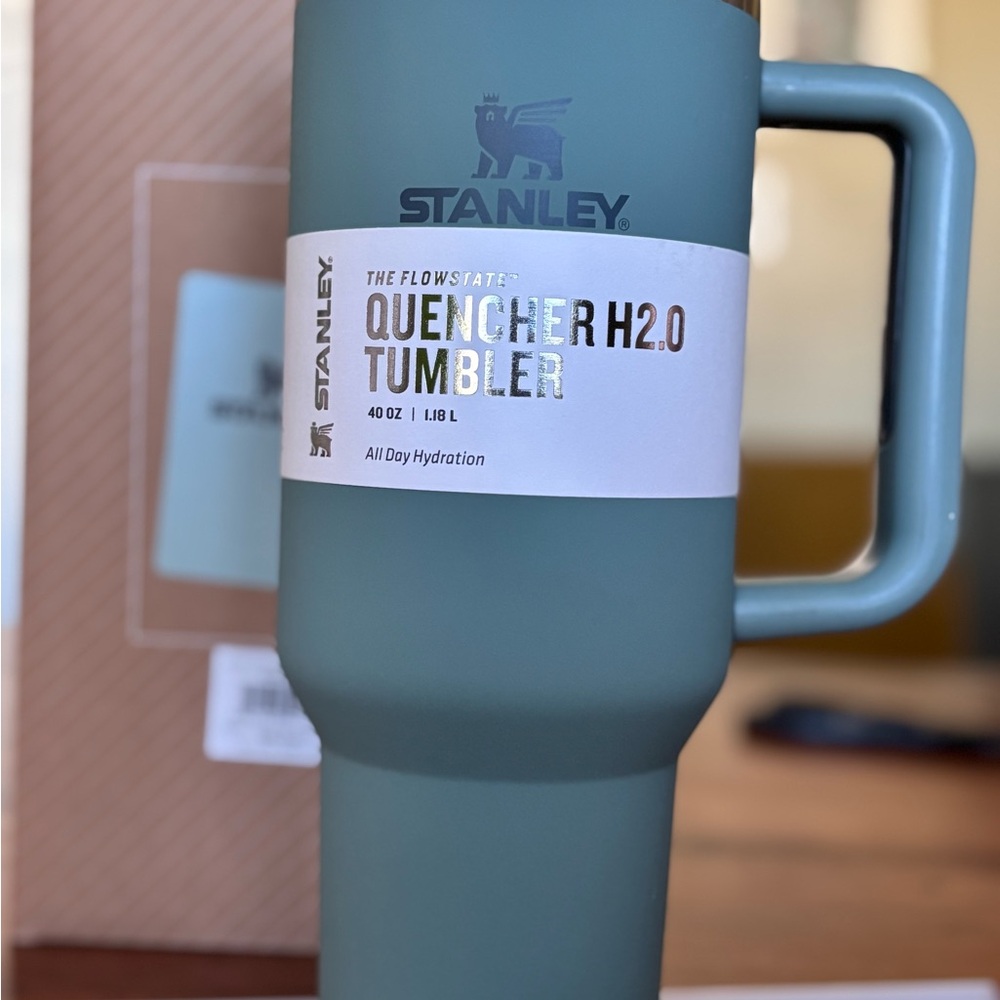 STANLEY®
STANLEY®
THE FLOWSTATE™
QUENCHER H2.0
TUMBLER
40 OZ | 1.18 L
All Day Hydration